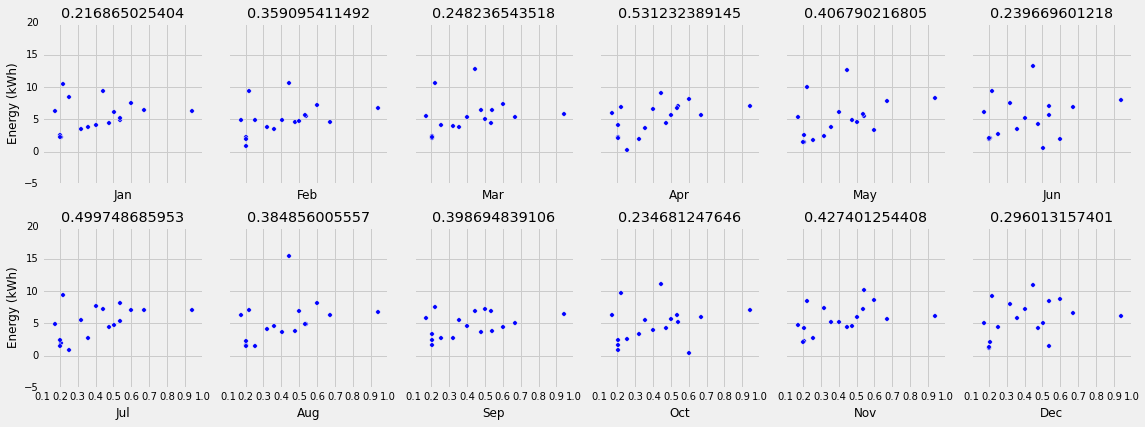 0.216865025404 0.359095411492 0.248236543518 0.531232389145 0.406790216805 0.239669601218
20
15
10
5
0
−5
Energy (kWh)
Jan Feb Mar Apr May Jun
0.499748685953 0.384856005557 0.398694839106 0.234681247646 0.427401254408 0.296013157401
20
15
10
5
0
−5
Energy (kWh)
0.1 0.2 0.3 0.4 0.5 0.6 0.7 0.8 0.9 1.0 0.1 0.2 0.3 0.4 0.5 0.6 0.7 0.8 0.9 1.0 0.1 0.2 0.3 0.4 0.5 0.6 0.7 0.8 0.9 1.0 0.1 0.2 0.3 0.4 0.5 0.6 0.7 0.8 0.9 1.0 0.1 0.2 0.3 0.4 0.5 0.6 0.7 0.8 0.9 1.0 0.1 0.2 0.3 0.4 0.5 0.6 0.7 0.8 0.9 1.0
Jul Aug Sep Oct Nov Dec